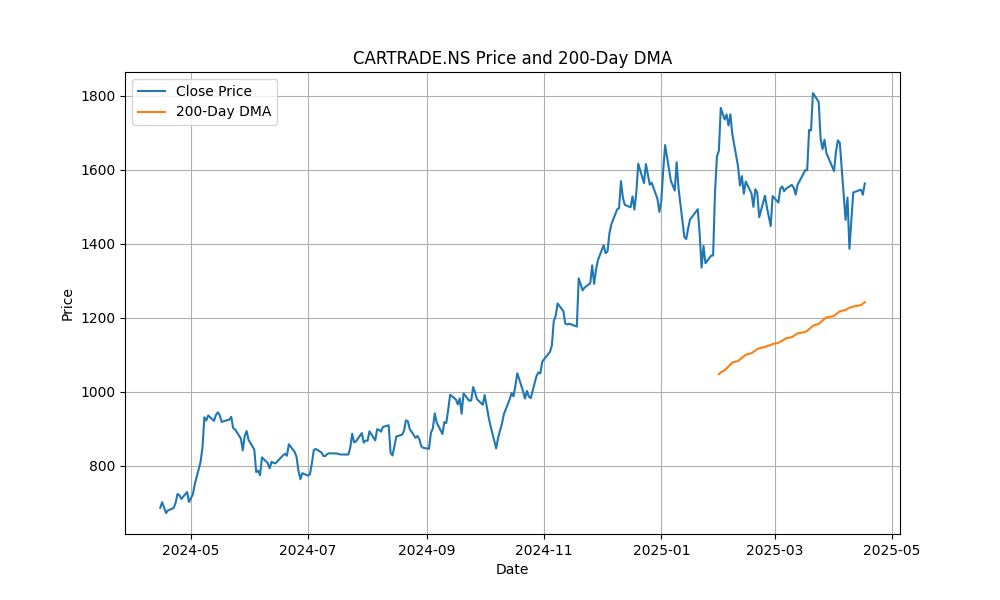 CARTRADE.NS Price and 200-Day DMA
Close Price
200-Day DMA
1800
1600
1400
1200
1000
800
Price
2024-05 2024-07 2024-09 2024-11 2025-01 2025-03 2025-05
Date